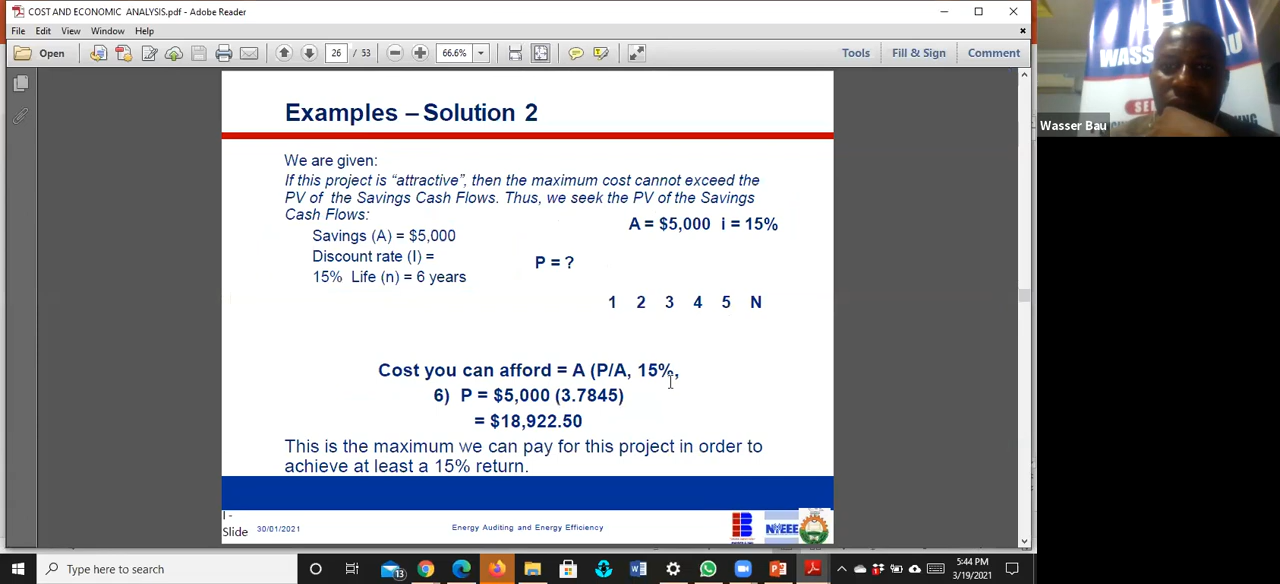 COST AND ECONOMIC ANALYSIS.pdf - Adobe Reader
File Edit View Window Help
Open 26 / 53 66.6% Tools Fill & Sign Comment
Examples – Solution 2
We are given:
If this project is “attractive”, then the maximum cost cannot exceed the
PV of the Savings Cash Flows. Thus, we seek the PV of the Savings
Cash Flows:
A = $5,000 i = 15%
Savings (A) = $5,000
Discount rate (I) =
15% Life (n) = 6 years
P = ?
1 2 3 4 5 N
Cost you can afford = A (P/A, 15%,
6) P = $5,000 (3.7845)
= $18,922.50
This is the maximum we can pay for this project in order to
achieve at least a 15% return.
I -
Slide
30/01/2021
Energy Auditing and Energy Efficiency
NIEEE
WASS AU
SE
Wasser Bau
Type here to search
13
5:44 PM
3/19/2021